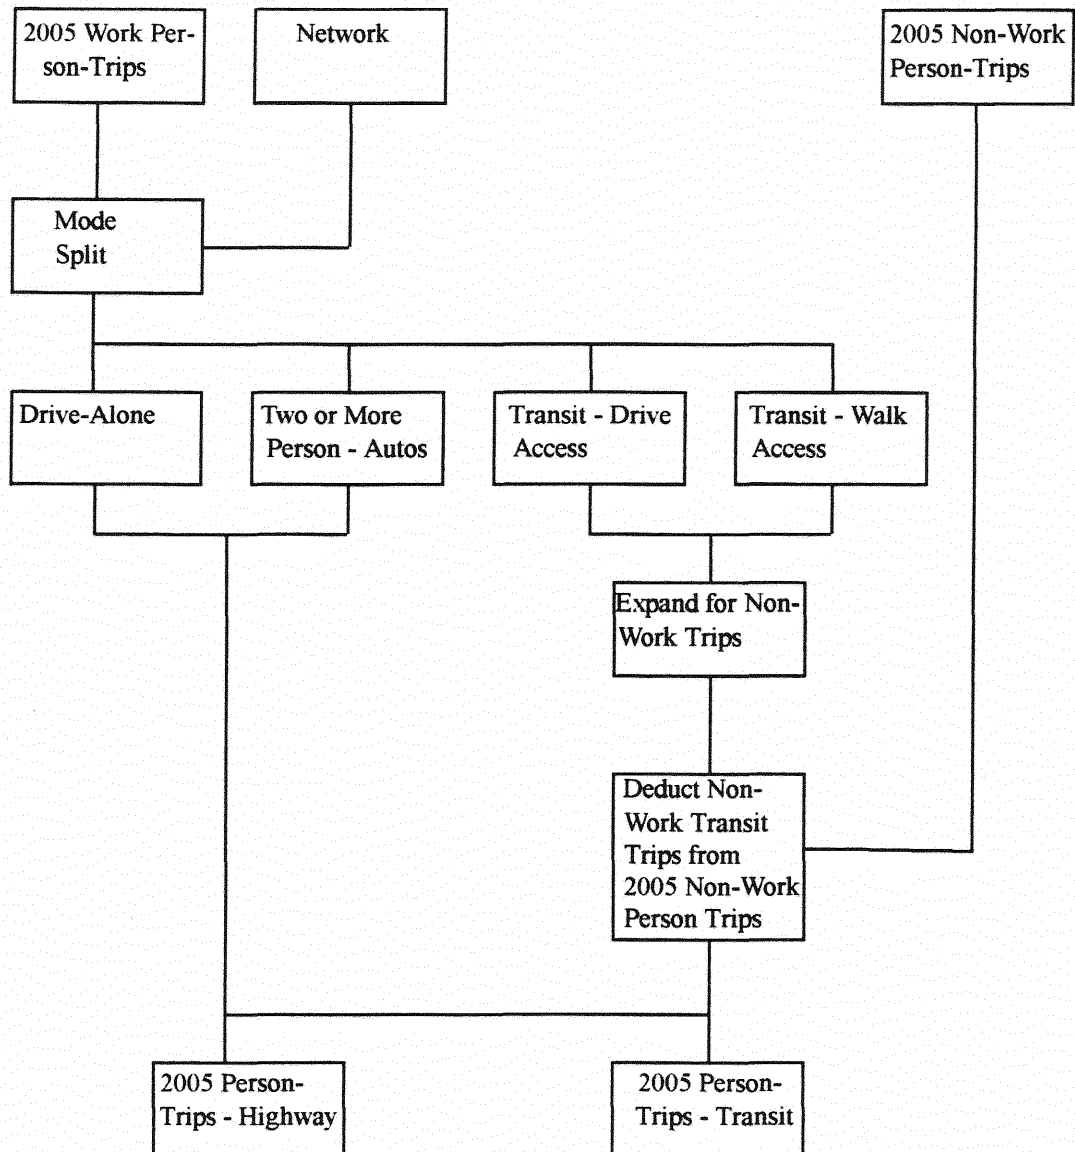 2005 Work Per-
son-Trips
Network
2005 Non-Work
Person-Trips
Mode
Split
Drive-Alone
Two or More
Person - Autos
Transit - Drive
Access
Transit - Walk
Access
Expand for Non-
Work Trips
Deduct Non-
Work Transit
Trips from
2005 Non-Work
Person Trips
2005 Person-
Trips - Highway
2005 Person-
Trips - Transit